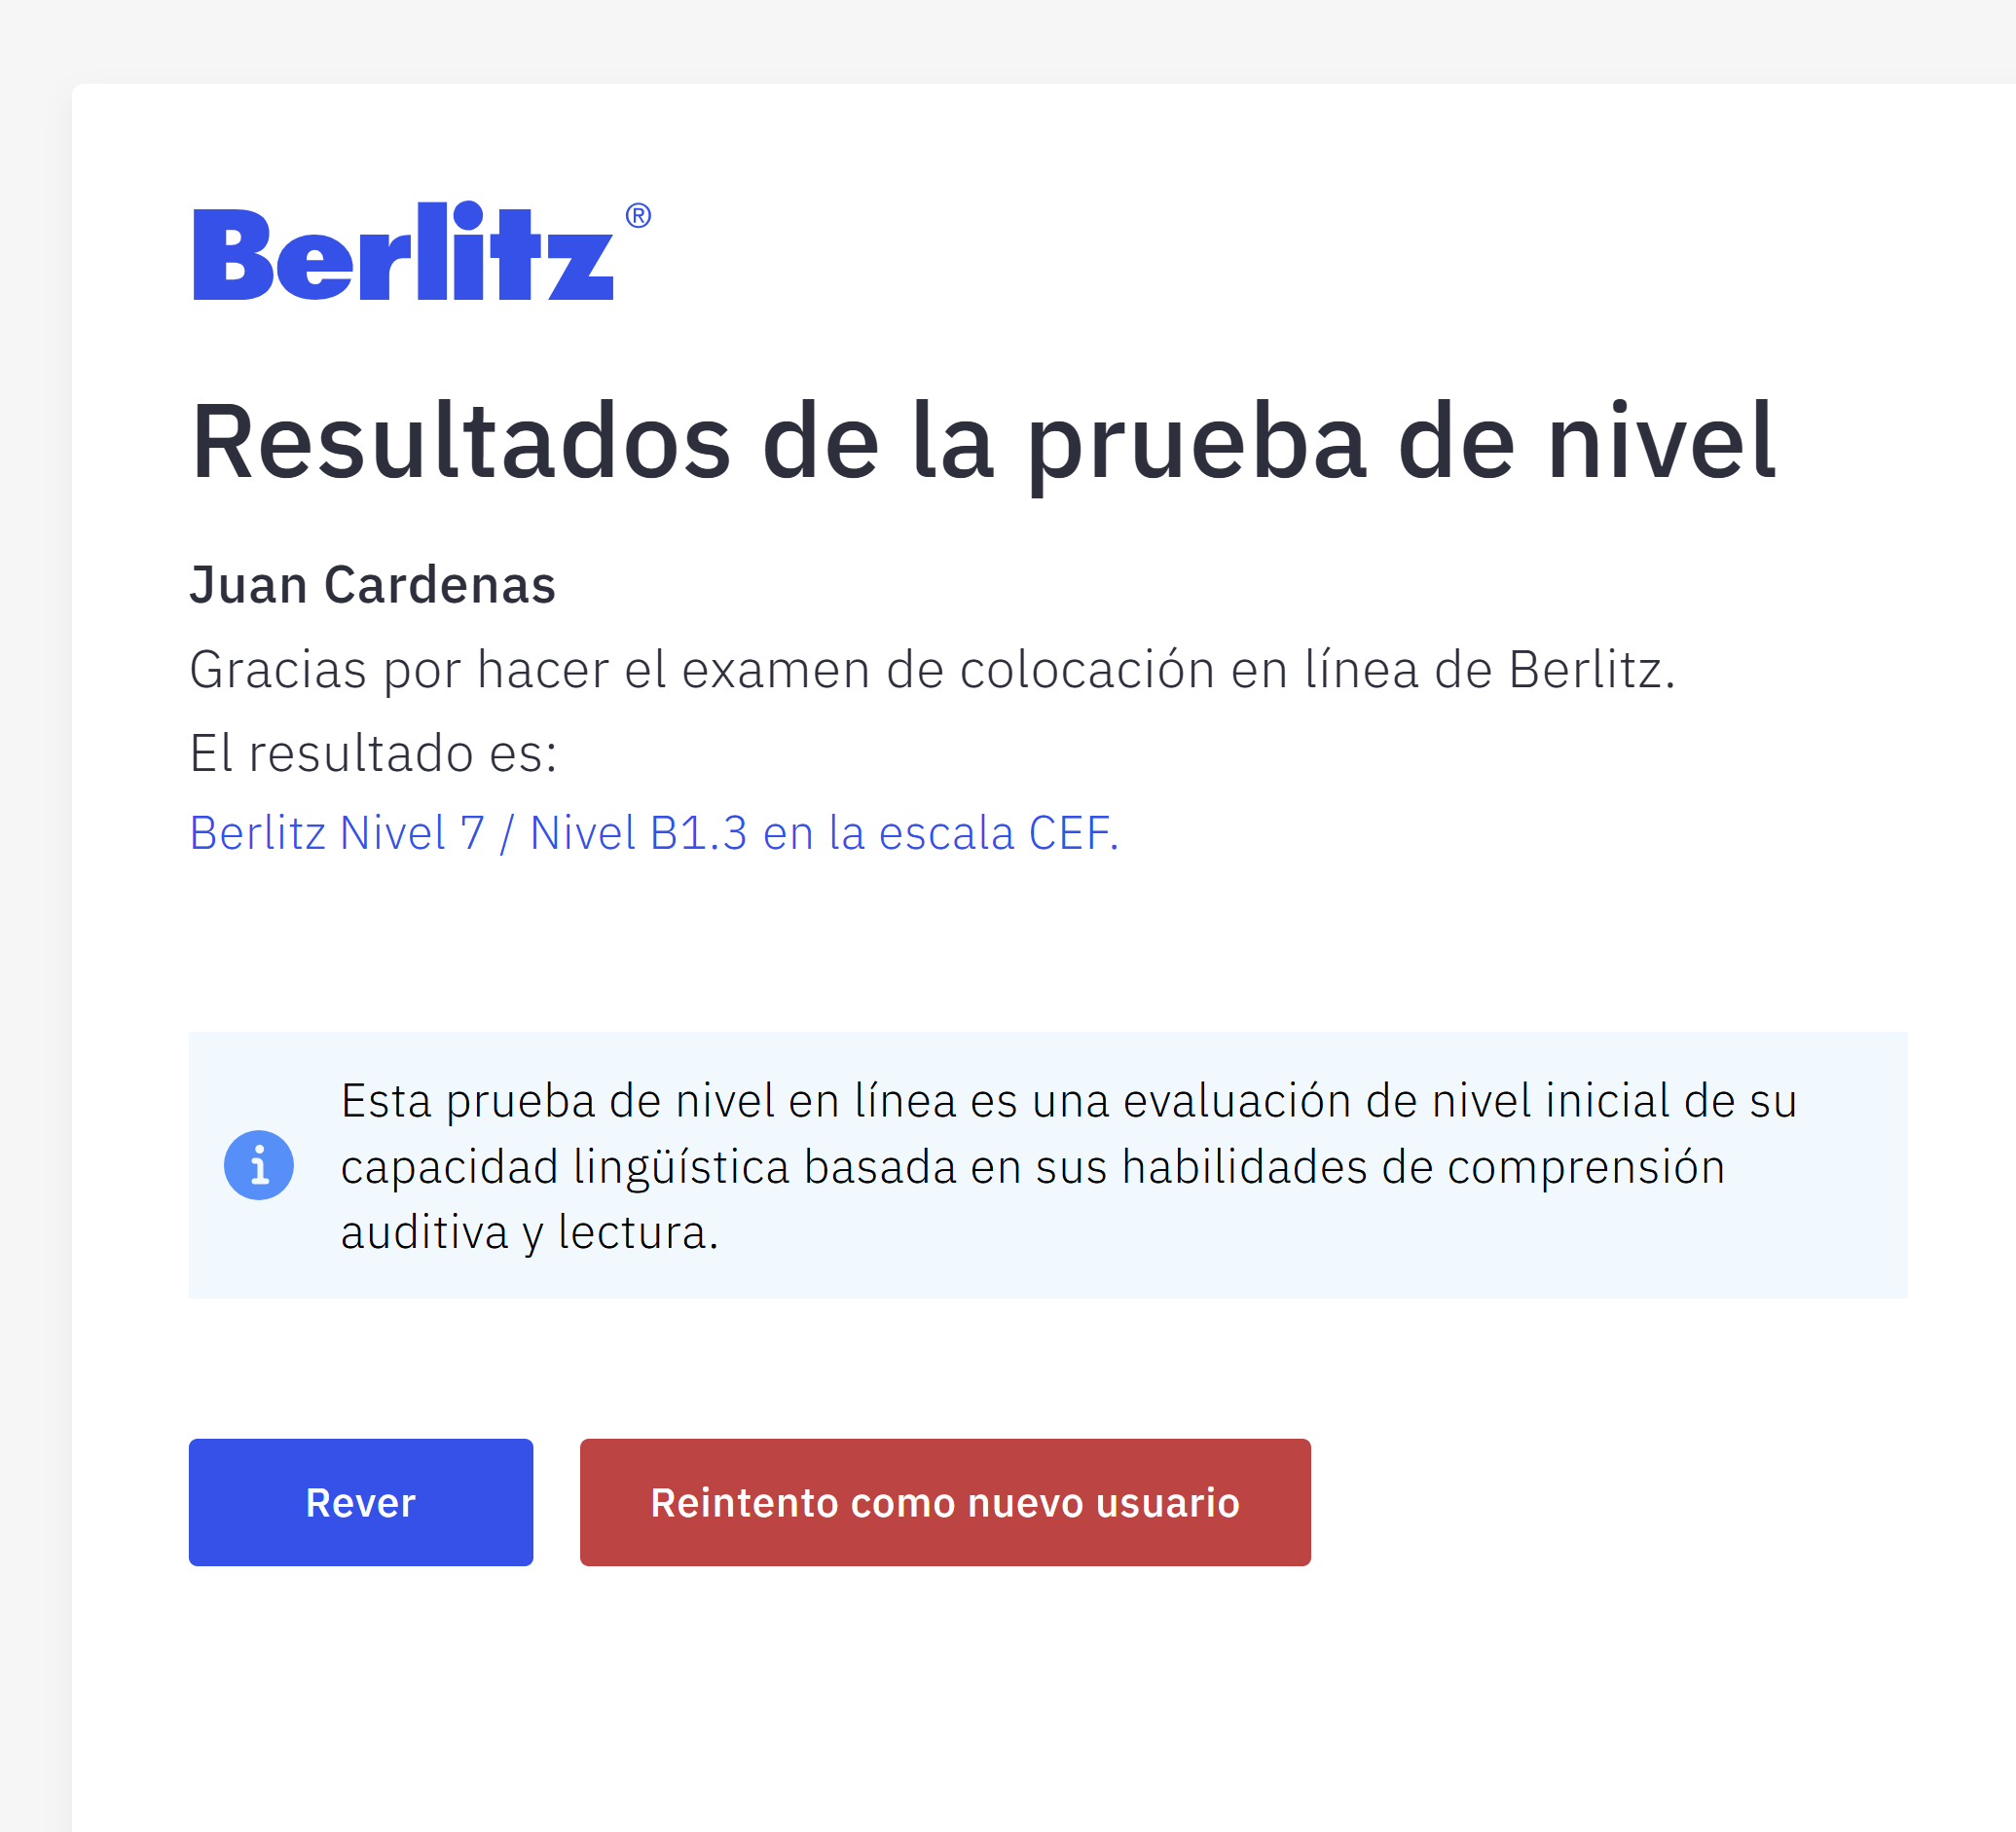 Berlitz®
Resultados de la prueba de nivel
Juan Cardenas
Gracias por hacer el examen de colocación en línea de Berlitz.
El resultado es:
Berlitz Nivel 7 / Nivel B1.3 en la escala CEF.
Esta prueba de nivel en línea es una evaluación de nivel inicial de su
capacidad lingüística basada en sus habilidades de comprensión
auditiva y lectura.
Rever
Reintento como nuevo usuario